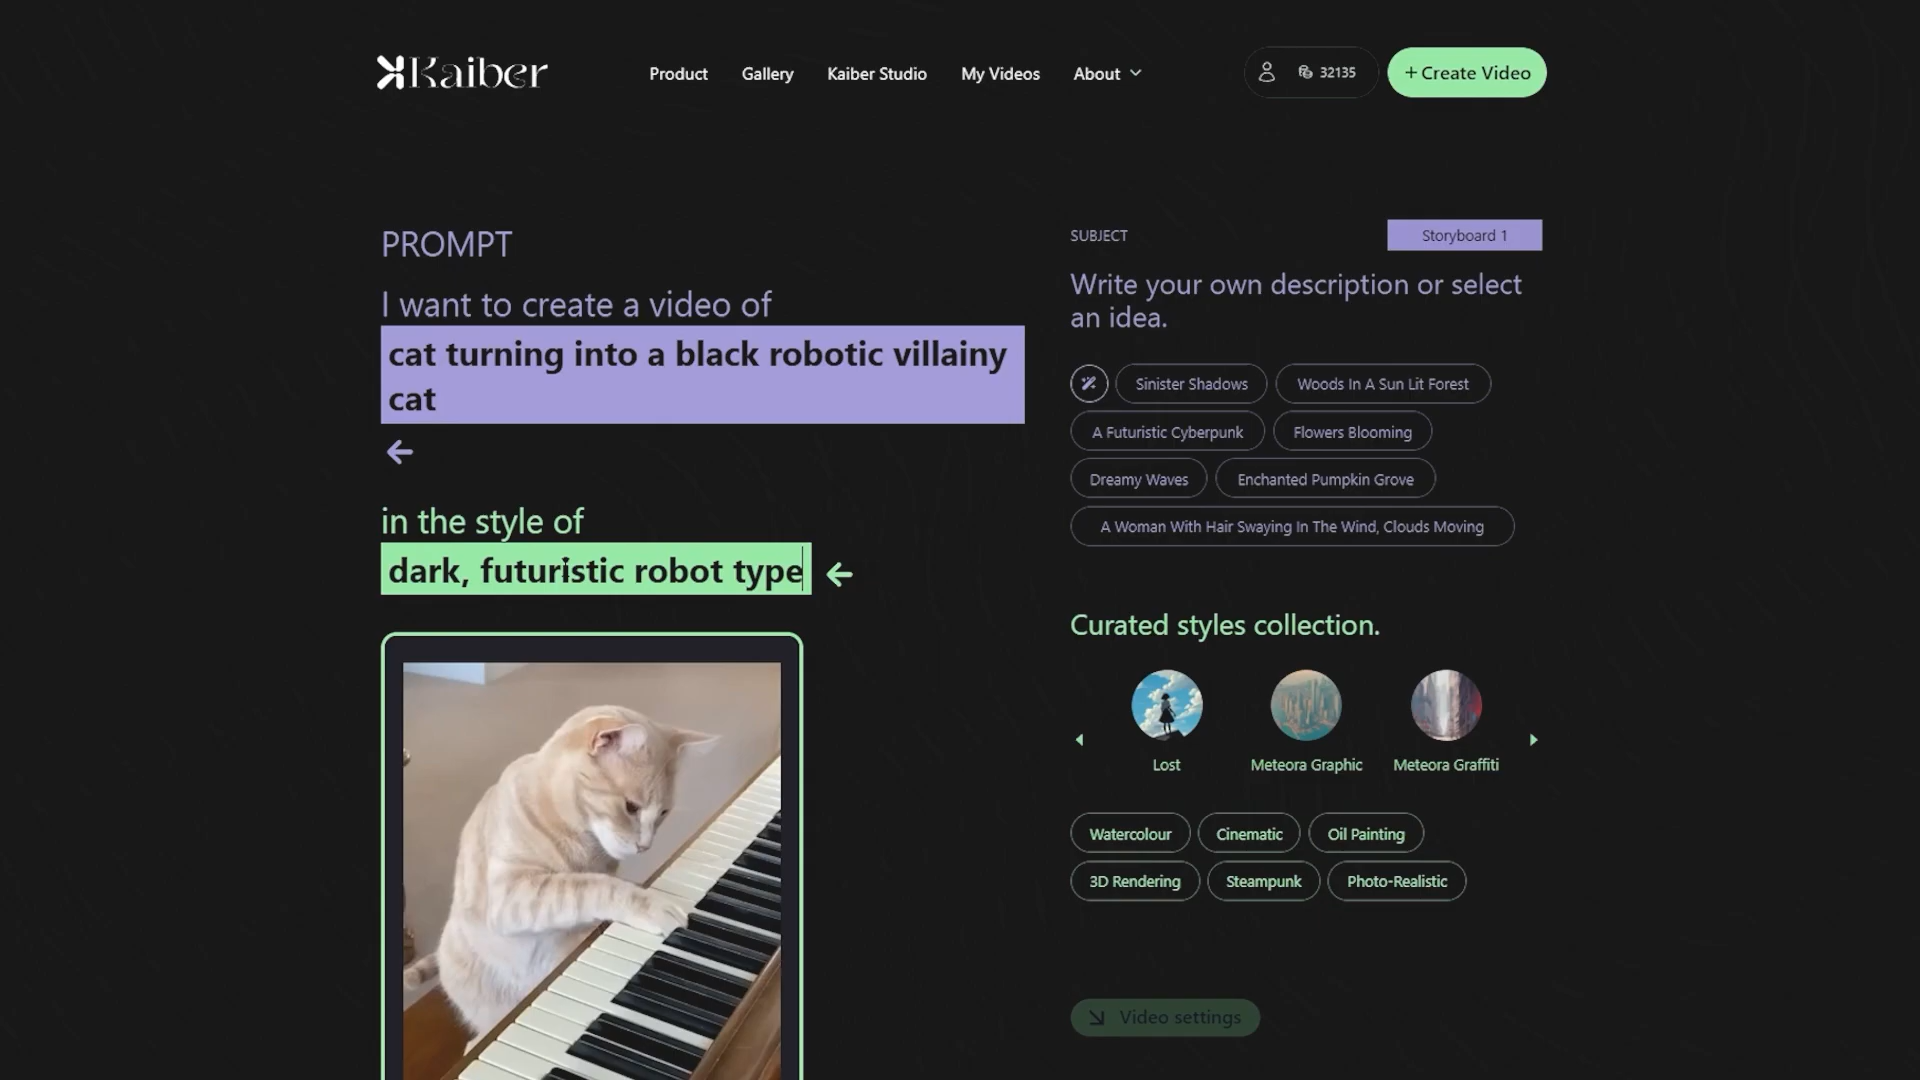 Kaiber
Product
Gallery
Kaiber Studio
My Videos
About
32135
+ Create Video
PROMPT
I want to create a video of
cat turning into a black robotic villainy
cat
in the style of
dark, futuristic robot type
SUBJECT
Storyboard 1
Write your own description or select
an idea.
Sinister Shadows
Woods In A Sun Lit Forest
A Futuristic Cyberpunk
Flowers Blooming
Dreamy Waves
Enchanted Pumpkin Grove
A Woman With Hair Swaying In The Wind, Clouds Moving
Curated styles collection.
Lost
Meteora Graphic
Meteora Graffiti
Watercolour
Cinematic
Oil Painting
3D Rendering
Steampunk
Photo-Realistic
Video settings